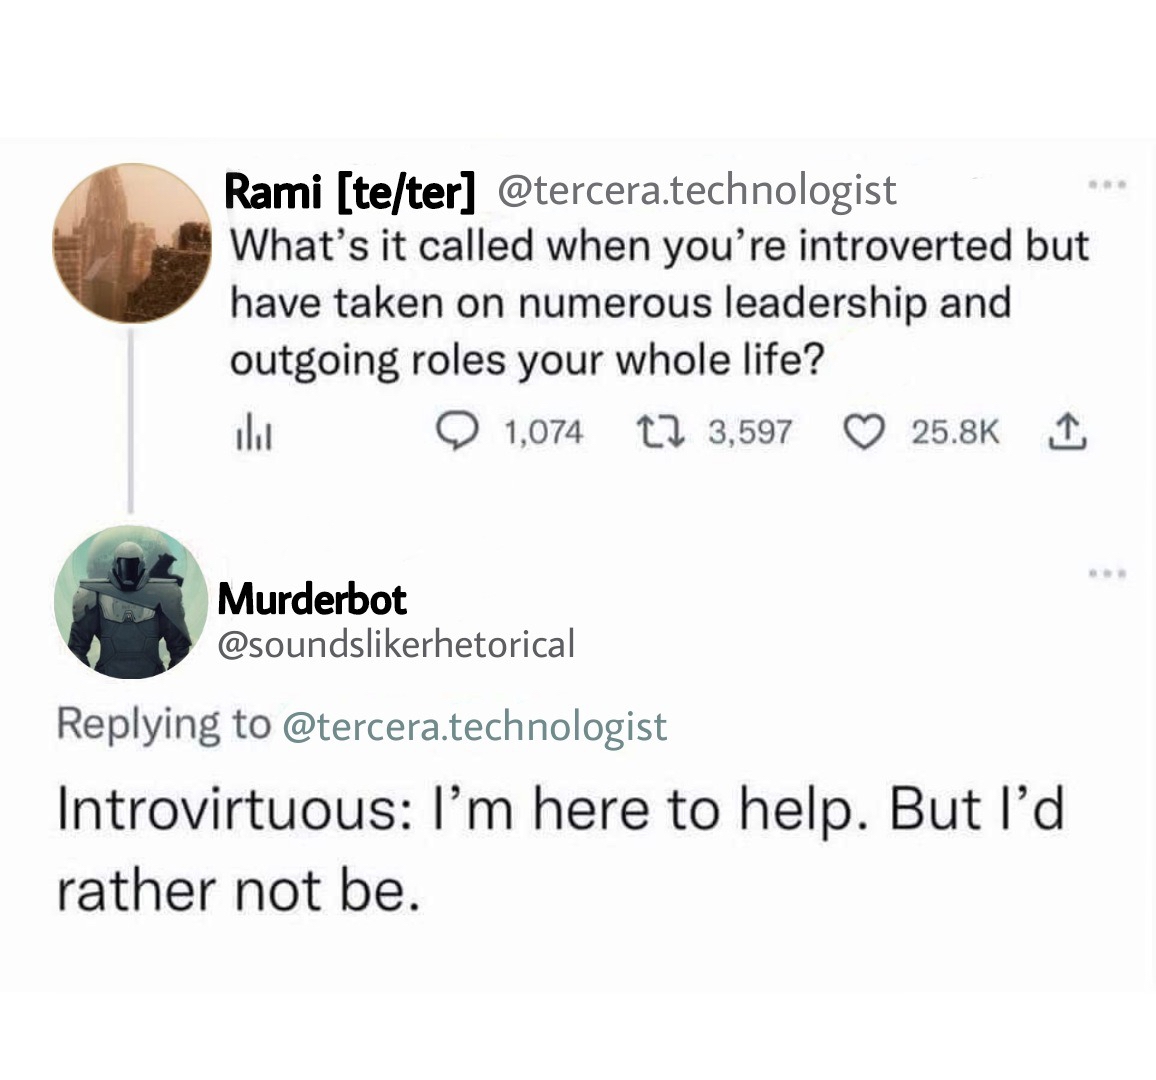 Rami [te/ter] @tercera.technologist
What’s it called when you’re introverted but
have taken on numerous leadership and
outgoing roles your whole life?
1,074 3,597 25.8K
Murderbot
@soundslikerhetorical
Replying to @tercera.technologist
Introvirtuous: I’m here to help. But I’d
rather not be.